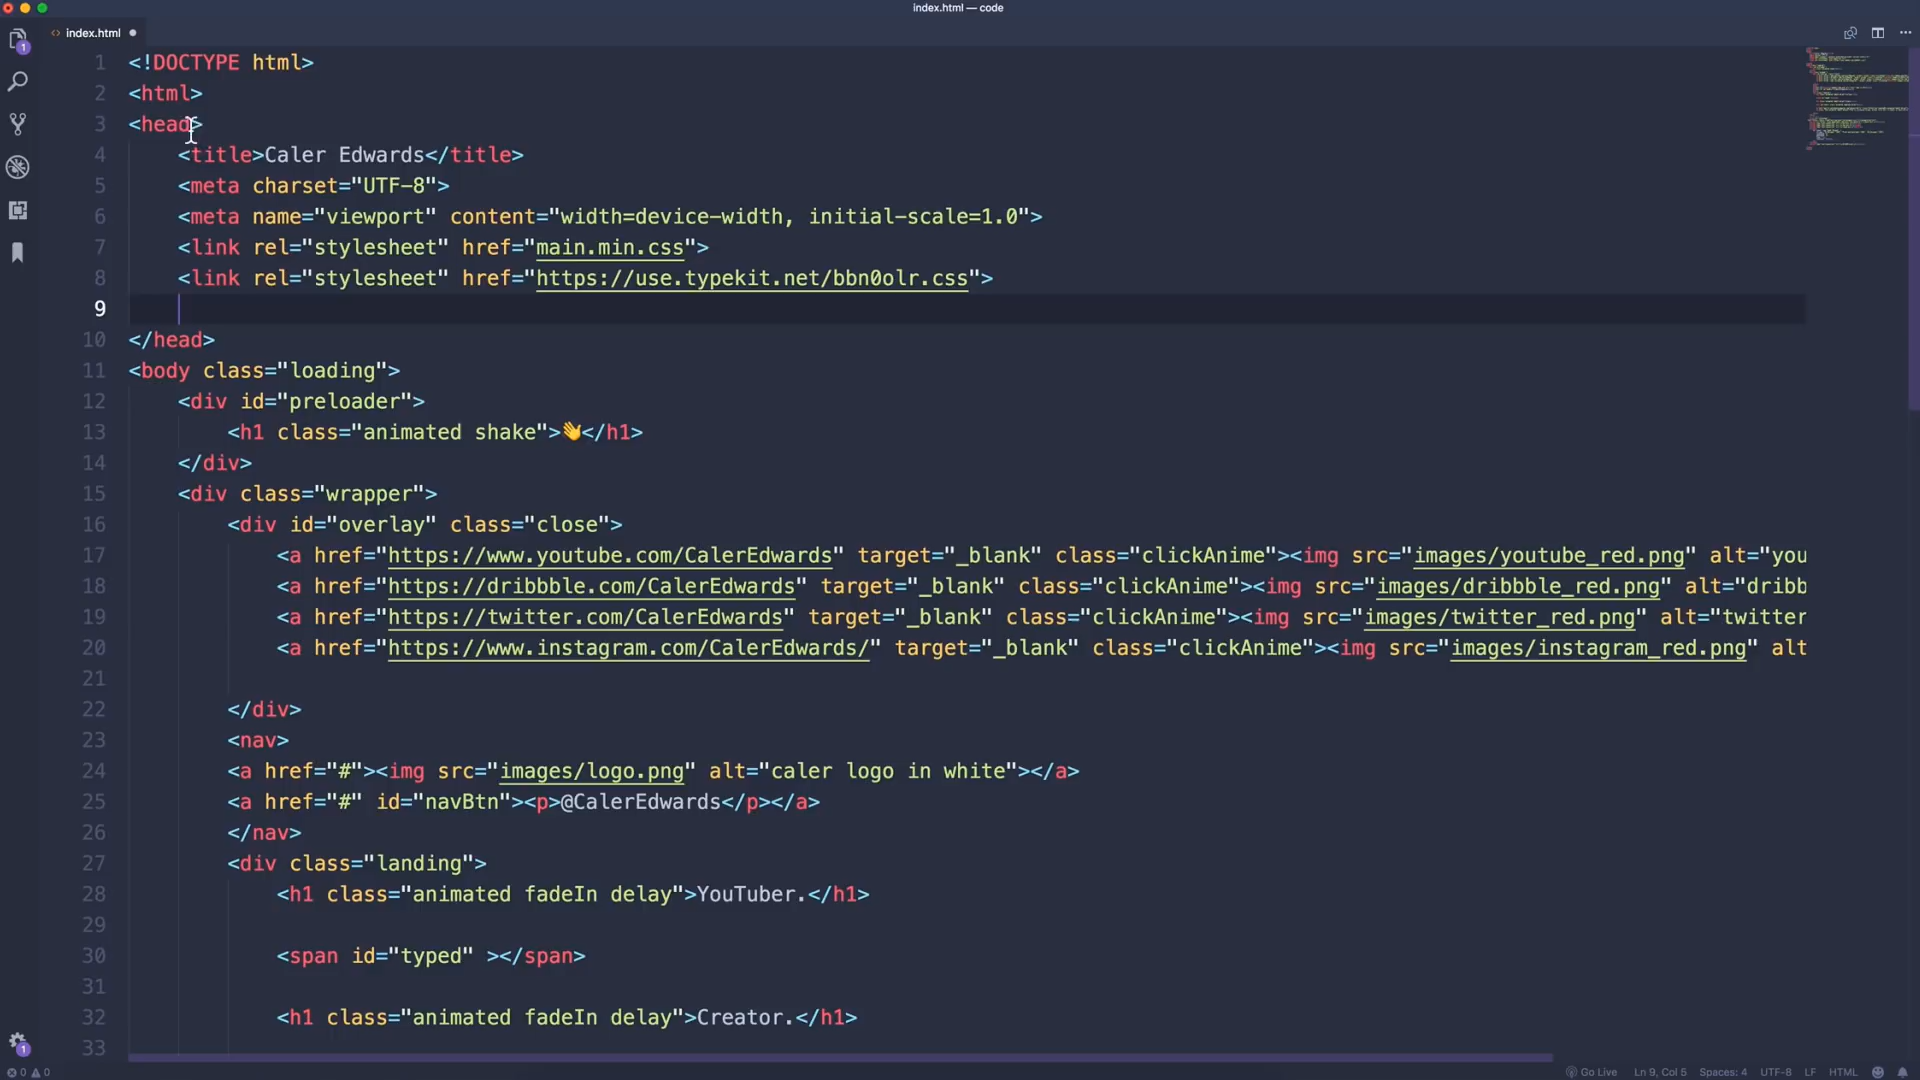 index.html — code
index.html
1 <!DOCTYPE html>
2 <html>
3 <head>
4 <title>Caler Edwards</title>
5 <meta charset="UTF-8">
6 <meta name="viewport" content="width=device-width, initial-scale=1.0">
7 <link rel="stylesheet" href="main.min.css">
8 <link rel="stylesheet" href="https://use.typekit.net/bbn0olr.css">
9
10 </head>
11 <body class="loading">
12 <div id="preloader">
13 <h1 class="animated shake">👋</h1>
14 </div>
15 <div class="wrapper">
16 <div id="overlay" class="close">
17 <a href="https://www.youtube.com/CalerEdwards" target="_blank" class="clickAnime"><img src="images/youtube_red.png" alt="you
18 <a href="https://dribbble.com/CalerEdwards" target="_blank" class="clickAnime"><img src="images/dribbble_red.png" alt="dribb
19 <a href="https://twitter.com/CalerEdwards" target="_blank" class="clickAnime"><img src="images/twitter_red.png" alt="twitter
20 <a href="https://www.instagram.com/CalerEdwards/" target="_blank" class="clickAnime"><img src="images/instagram_red.png" alt
21
22 </div>
23 <nav>
24 <a href="#"><img src="images/logo.png" alt="caler logo in white"></a>
25 <a href="#" id="navBtn"><p>@CalerEdwards</p></a>
26 </nav>
27 <div class="landing">
28 <h1 class="animated fadeIn delay">YouTuber.</h1>
29
30 <span id="typed" ></span>
31
32 <h1 class="animated fadeIn delay">Creator.</h1>
33
1
1
0 0 Go Live Ln 9, Col 5 Spaces: 4 UTF-8 LF HTML